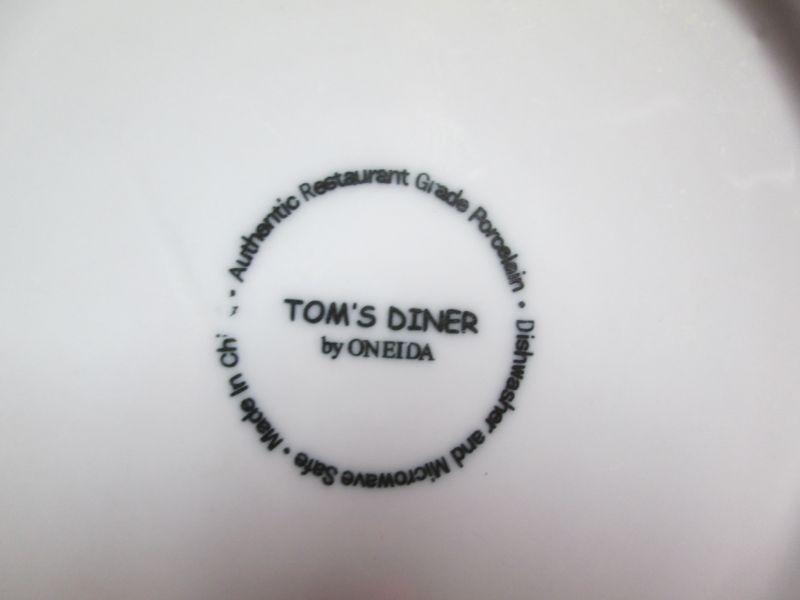 TOM'S DINER
by ONEIDA
Authentic Restaurant Grade Porcelain • Dishwasher and Microwave Safe • Made In